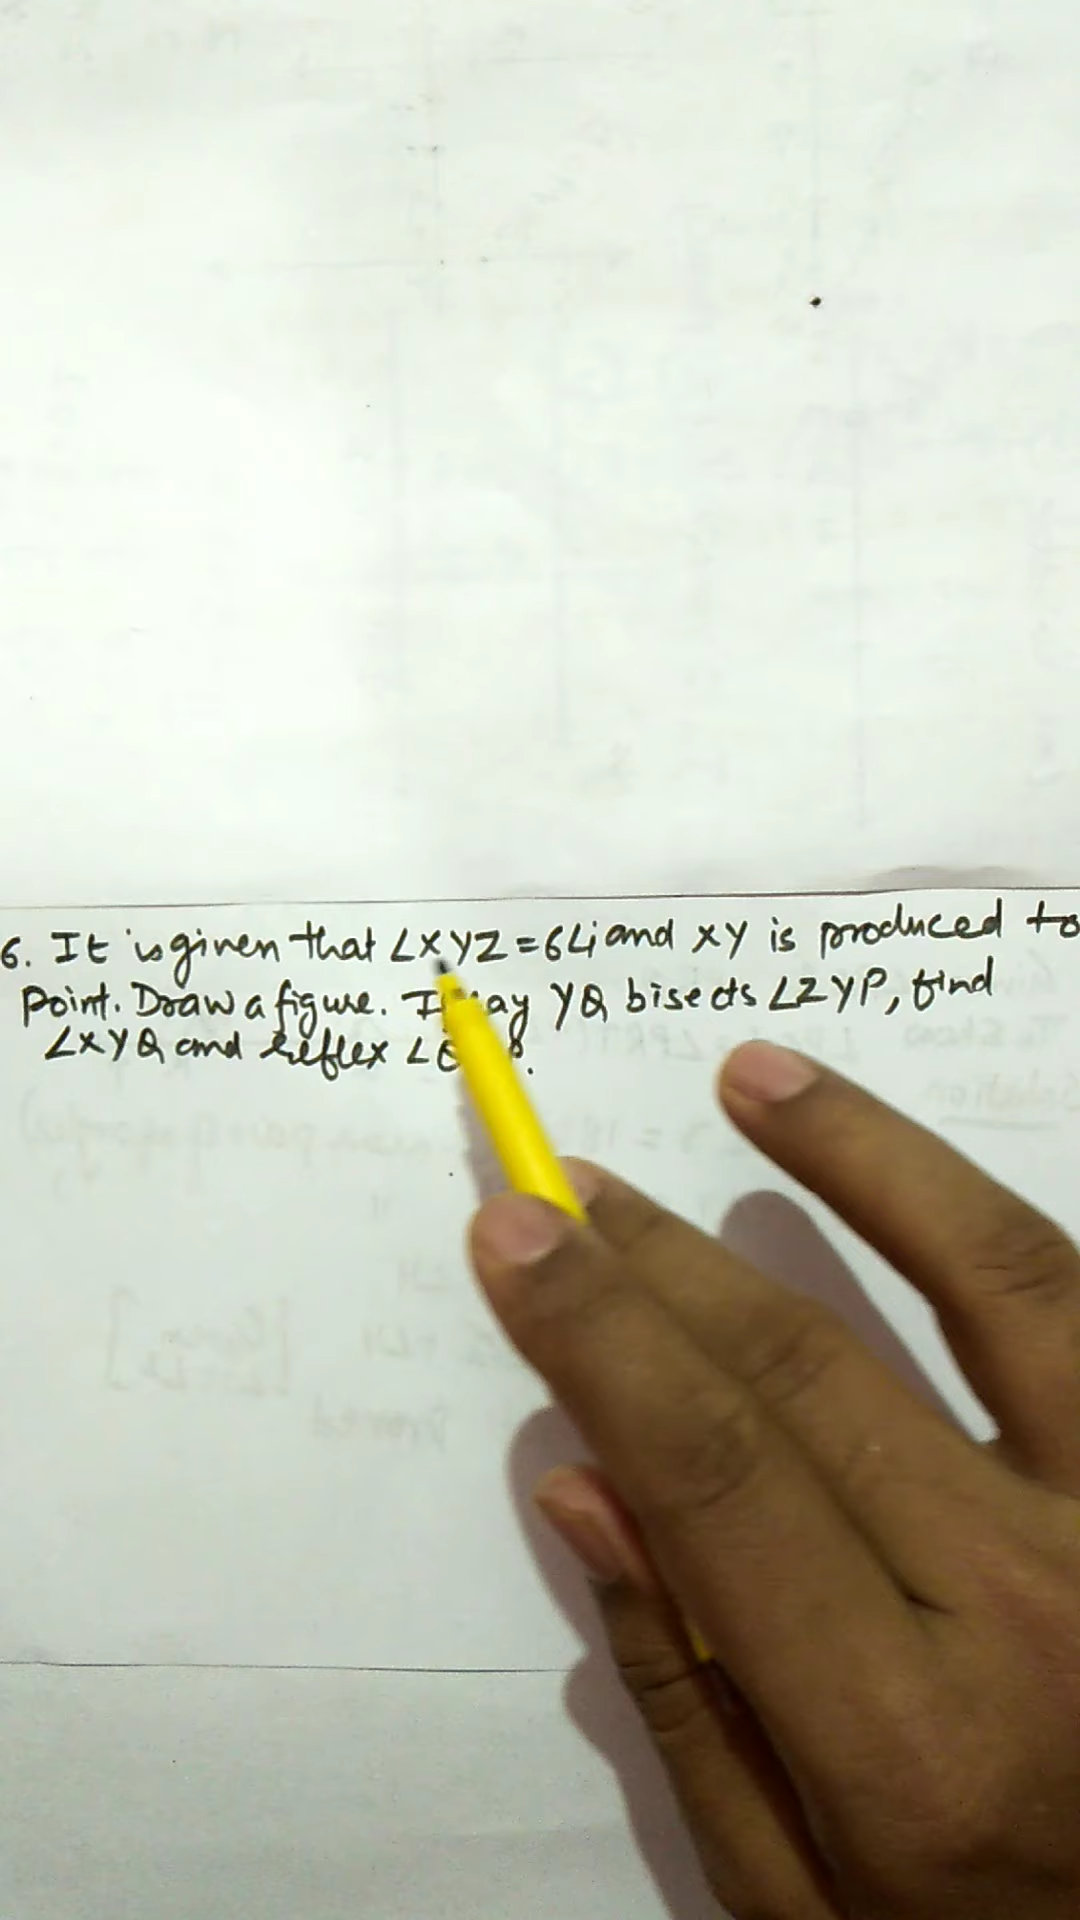 6. It is given that ∠XYZ = 64 and XY is produced to
Point. Draw a figure. ray YQ bisects ∠ZYP, find
∠XYQ and Reflex ∠